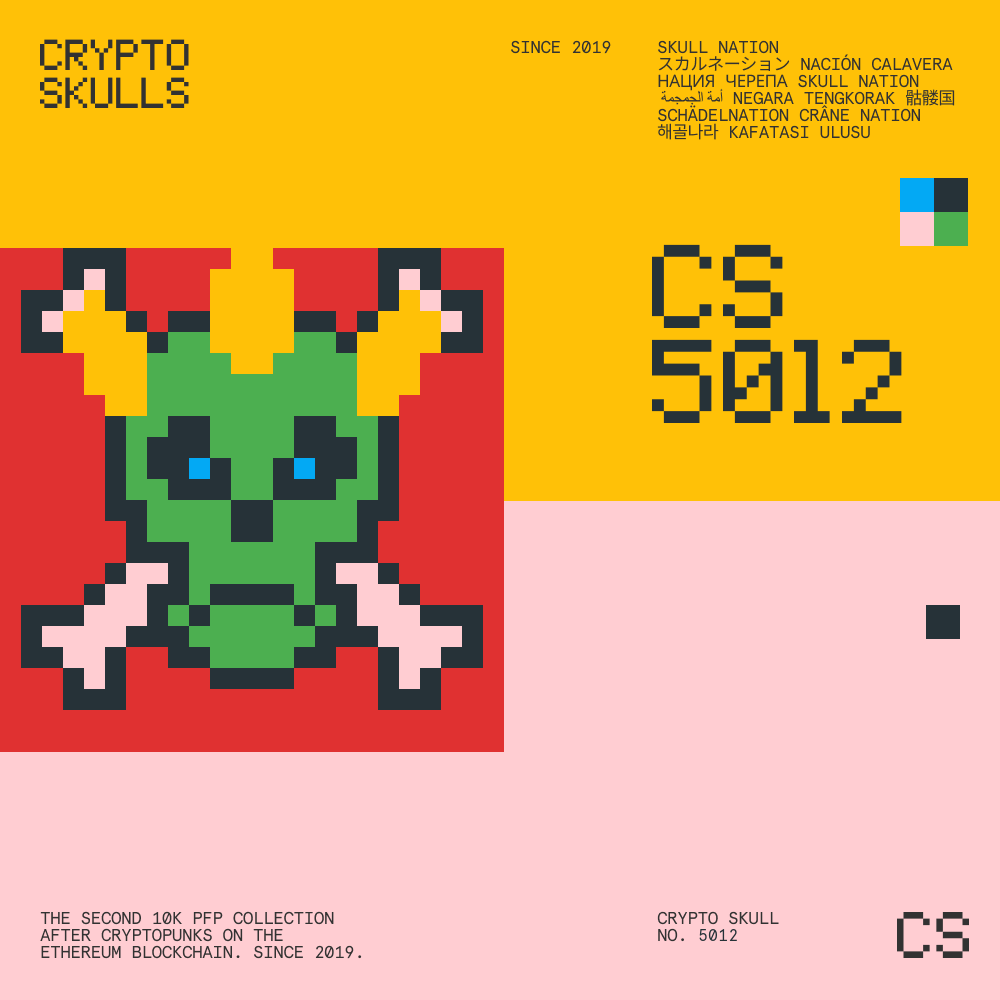 CRYPTO
SKULLS
SINCE 2019
SKULL NATION
スカルネーション NACIÓN CALAVERA
НАЦИЯ ЧЕРЕПА SKULL NATION
أمة الجمجمة NEGARA TENGKORAK 骷髅国
SCHÄDELNATION CRÂNE NATION
해골나라 KAFATASI ULUSU
CS
5012
THE SECOND 10K PFP COLLECTION
AFTER CRYPTOPUNKS ON THE
ETHEREUM BLOCKCHAIN. SINCE 2019.
CRYPTO SKULL
NO. 5012
CS